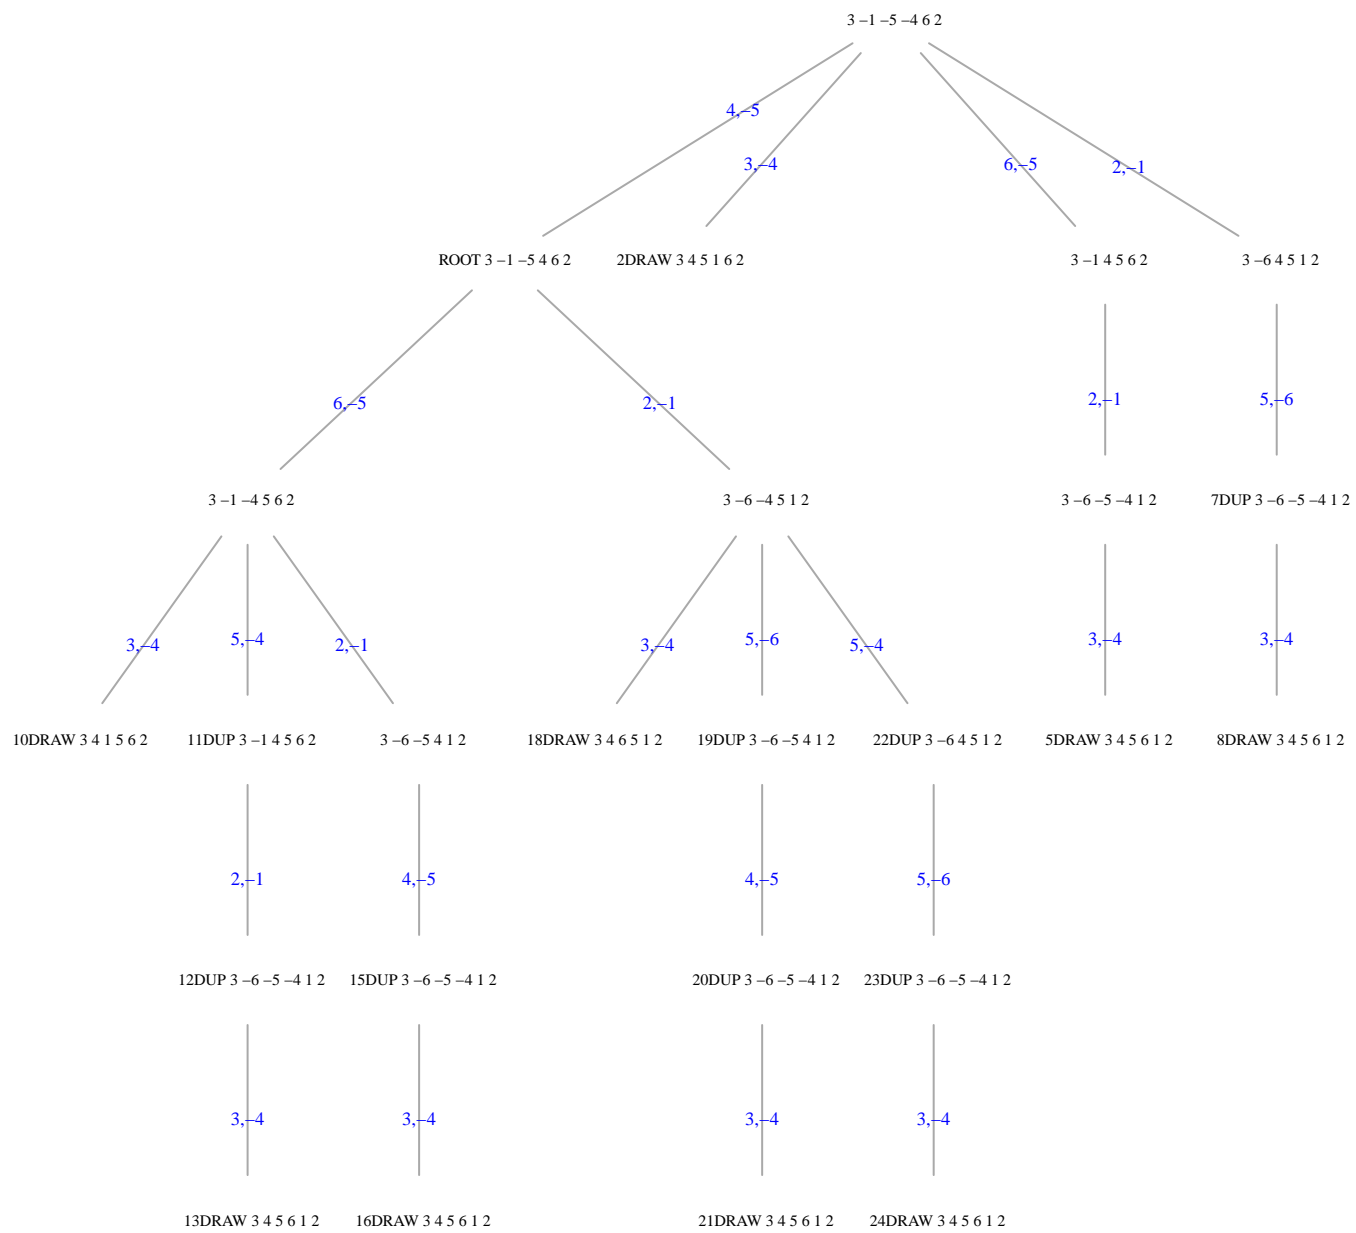 3 –1 –5 –4 6 2
4,–5
3,–4
6,–5
2,–1
ROOT 3 –1 –5 4 6 2
2DRAW 3 4 5 1 6 2
3 –1 4 5 6 2
3 –6 4 5 1 2
6,–5
2,–1
2,–1
5,–6
3 –1 –4 5 6 2
3 –6 –4 5 1 2
3 –6 –5 –4 1 2
7DUP 3 –6 –5 –4 1 2
3,–4
5,–4
2,–1
3,–4
5,–6
5,–4
3,–4
3,–4
10DRAW 3 4 1 5 6 2
11DUP 3 –1 4 5 6 2
3 –6 –5 4 1 2
18DRAW 3 4 6 5 1 2
19DUP 3 –6 –5 4 1 2
22DUP 3 –6 4 5 1 2
5DRAW 3 4 5 6 1 2
8DRAW 3 4 5 6 1 2
2,–1
4,–5
4,–5
5,–6
12DUP 3 –6 –5 –4 1 2
15DUP 3 –6 –5 –4 1 2
20DUP 3 –6 –5 –4 1 2
23DUP 3 –6 –5 –4 1 2
3,–4
3,–4
3,–4
3,–4
13DRAW 3 4 5 6 1 2
16DRAW 3 4 5 6 1 2
21DRAW 3 4 5 6 1 2
24DRAW 3 4 5 6 1 2